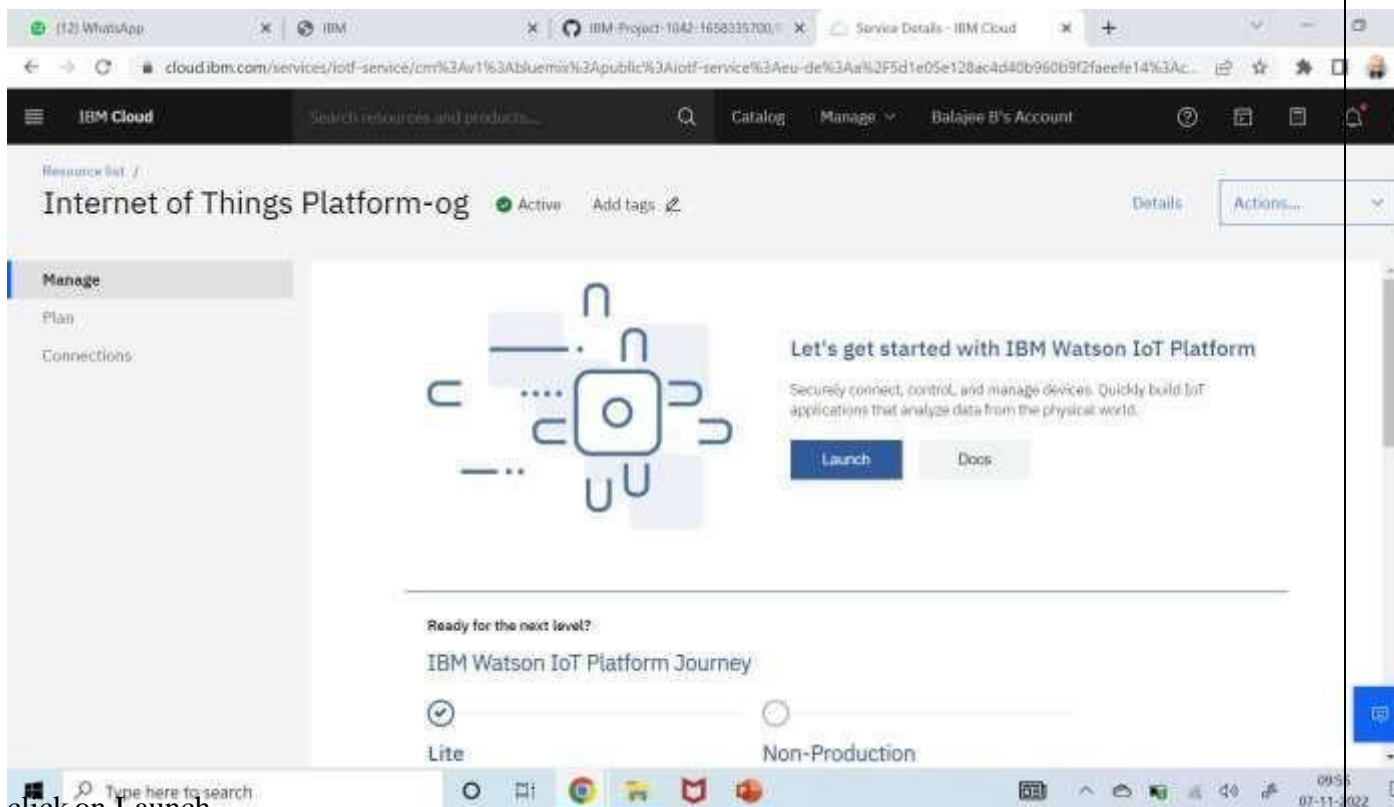 (12) WhatsApp
IBM
IBM-Project-1042-1658335700/
Service Details - IBM Cloud
cloud.ibm.com/services/iotf-service/crn%3Av1%3Abluemix%3Apublic%3Aiotf-service%3Aeu-de%3Aa%2F5d1e05e128ac4d40b960b9f2faeefe14%3Ac...
IBM Cloud
Search resources and products...
Catalog
Manage
Balajee B's Account
Resource list /
Internet of Things Platform-og
Active
Add tags
Details
Actions...
Manage
Plan
Connections
Let's get started with IBM Watson IoT Platform
Securely connect, control, and manage devices. Quickly build IoT
applications that analyze data from the physical world.
Launch
Docs
Ready for the next level?
IBM Watson IoT Platform Journey
Lite
Non-Production
Type here to search
09:55
07-11-2022
click on Launch